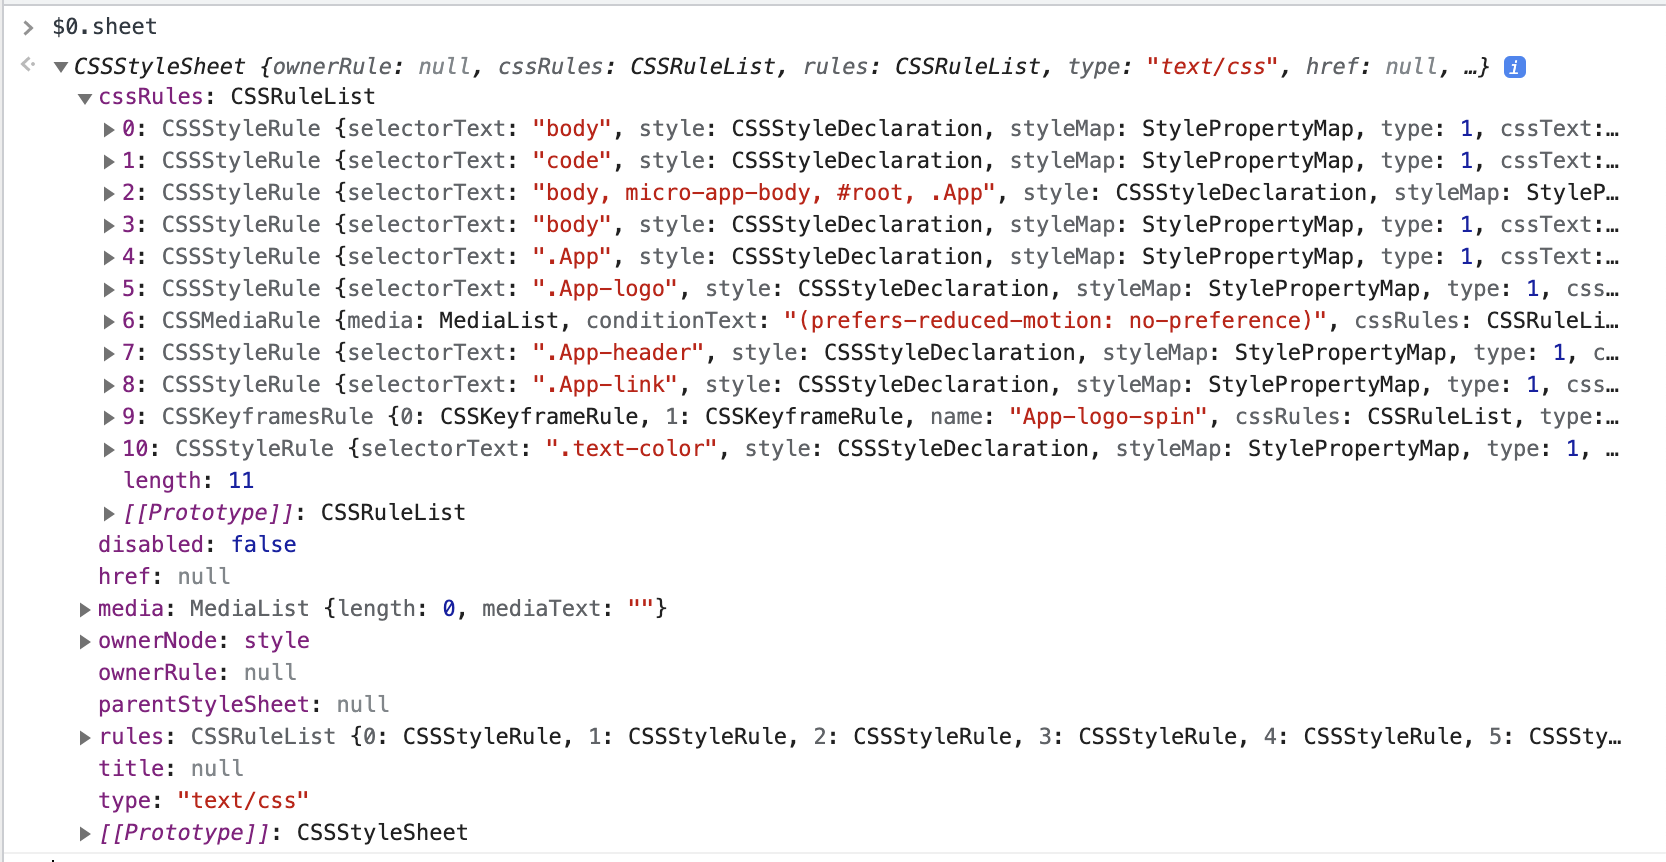 $0.sheet
CSSStyleSheet {ownerRule: null, cssRules: CSSRuleList, rules: CSSRuleList, type: "text/css", href: null, …} i
cssRules: CSSRuleList
0: CSSStyleRule {selectorText: "body", style: CSSStyleDeclaration, styleMap: StylePropertyMap, type: 1, cssText:…
1: CSSStyleRule {selectorText: "code", style: CSSStyleDeclaration, styleMap: StylePropertyMap, type: 1, cssText:…
2: CSSStyleRule {selectorText: "body, micro-app-body, #root, .App", style: CSSStyleDeclaration, styleMap: StyleP…
3: CSSStyleRule {selectorText: "body", style: CSSStyleDeclaration, styleMap: StylePropertyMap, type: 1, cssText:…
4: CSSStyleRule {selectorText: ".App", style: CSSStyleDeclaration, styleMap: StylePropertyMap, type: 1, cssText:…
5: CSSStyleRule {selectorText: ".App-logo", style: CSSStyleDeclaration, styleMap: StylePropertyMap, type: 1, css…
6: CSSMediaRule {media: MediaList, conditionText: "(prefers-reduced-motion: no-preference)", cssRules: CSSRuleLi…
7: CSSStyleRule {selectorText: ".App-header", style: CSSStyleDeclaration, styleMap: StylePropertyMap, type: 1, c…
8: CSSStyleRule {selectorText: ".App-link", style: CSSStyleDeclaration, styleMap: StylePropertyMap, type: 1, css…
9: CSSKeyframesRule {0: CSSKeyframeRule, 1: CSSKeyframeRule, name: "App-logo-spin", cssRules: CSSRuleList, type:…
10: CSSStyleRule {selectorText: ".text-color", style: CSSStyleDeclaration, styleMap: StylePropertyMap, type: 1, …
length: 11
[[Prototype]]: CSSRuleList
disabled: false
href: null
media: MediaList {length: 0, mediaText: ""}
ownerNode: style
ownerRule: null
parentStyleSheet: null
rules: CSSRuleList {0: CSSStyleRule, 1: CSSStyleRule, 2: CSSStyleRule, 3: CSSStyleRule, 4: CSSStyleRule, 5: CSSSty…
title: null
type: "text/css"
[[Prototype]]: CSSStyleSheet